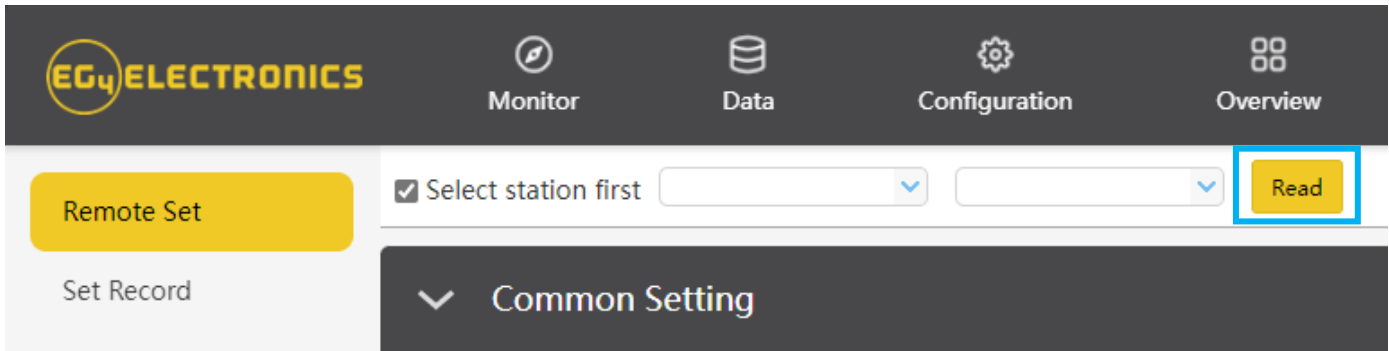 EG4 ELECTRONICS
Monitor
Data
Configuration
Overview
Remote Set
Set Record
Select station first
Read
Common Setting